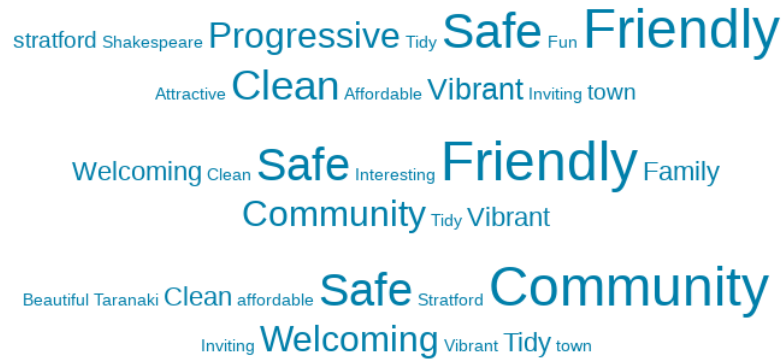 stratford Shakespeare Progressive Tidy Safe Fun Friendly
Attractive Clean Affordable Vibrant Inviting town
Welcoming Clean Safe Interesting Friendly Family
Community Tidy Vibrant
Beautiful Taranaki Clean affordable Safe Stratford Community
Inviting Welcoming Vibrant Tidy town